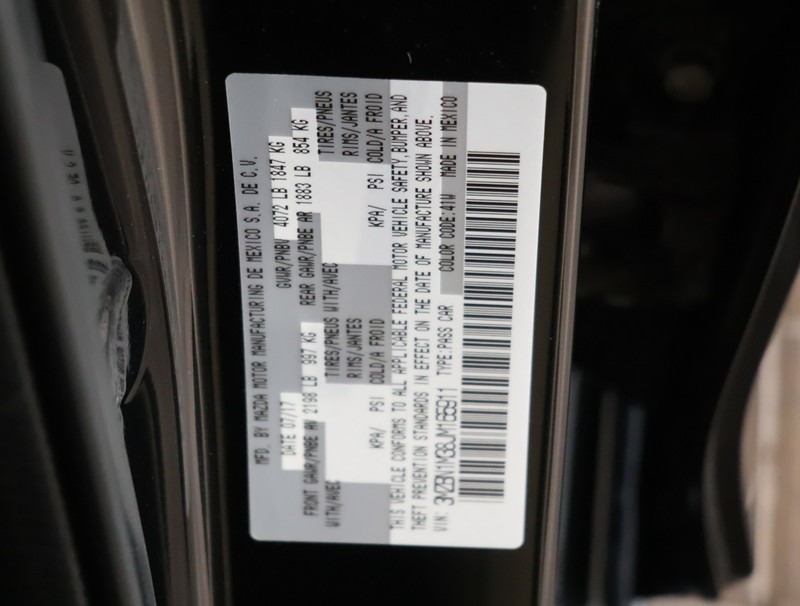 MFD. BY MAZDA MOTOR MANUFACTURING DE MEXICO S.A. DE C.V.
DATE 07/17 GVWR/PNBV 4072 LB 1847 KG
FRONT GAWR/PNBE AV 2198 LB 997 KG REAR GAWR/PNBE AR 1883 LB 854 KG
WITH/AVEC TIRES/PNEUS WITH/AVEC TIRES/PNEUS
RIMS/JANTES RIMS/JANTES
KPA/ PSI COLD/A FROID KPA/ PSI COLD/A FROID
THIS VEHICLE CONFORMS TO ALL APPLICABLE FEDERAL MOTOR VEHICLE SAFETY,BUMPER,AND
THEFT PREVENTION STANDARDS IN EFFECT ON THE DATE OF MANUFACTURE SHOWN ABOVE.
VIN: 3MZBN1M38JM165911 TYPE:PASS CAR COLOR CODE:41W MADE IN MEXICO